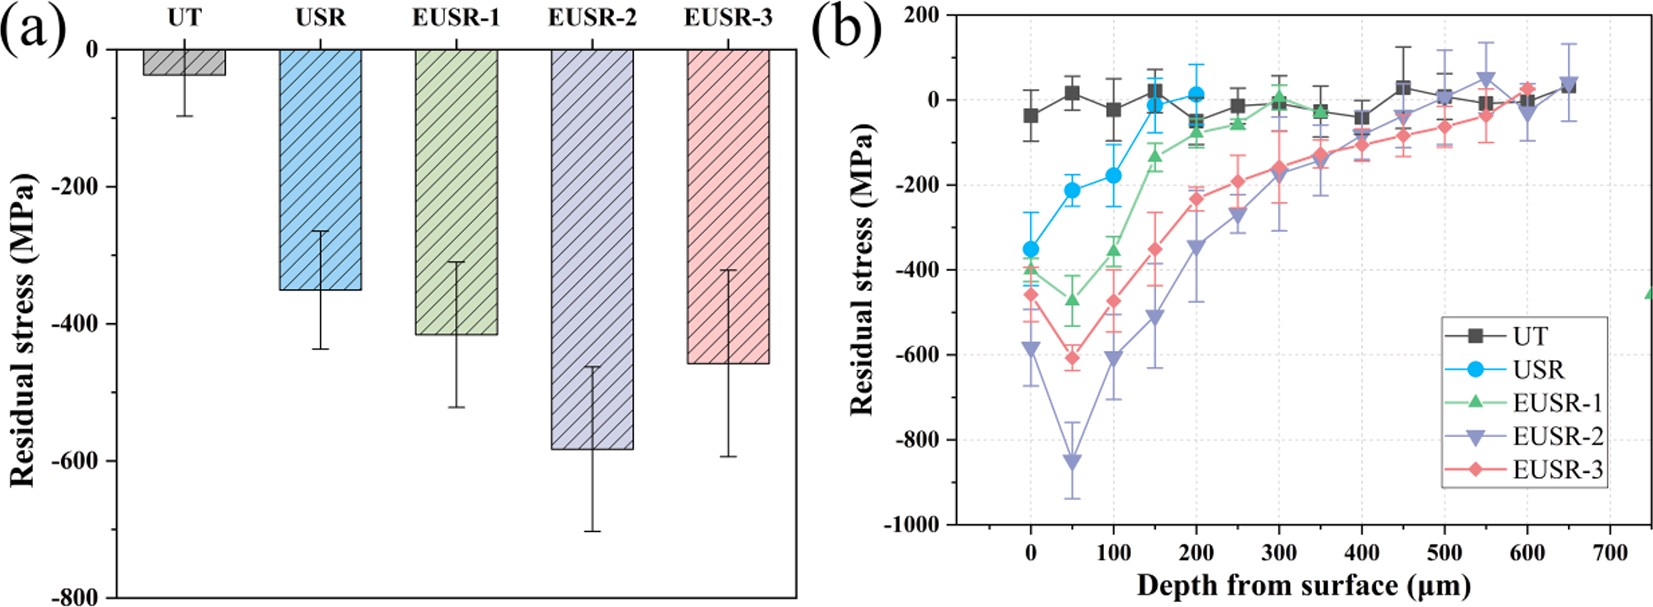 (a)
UT USR EUSR-1 EUSR-2 EUSR-3
0
-200
-400
-600
-800
Residual stress (MPa)
(b)
200
0
-200
-400
-600
-800
-1000
Residual stress (MPa)
UT
USR
EUSR-1
EUSR-2
EUSR-3
0 100 200 300 400 500 600 700
Depth from surface (μm)